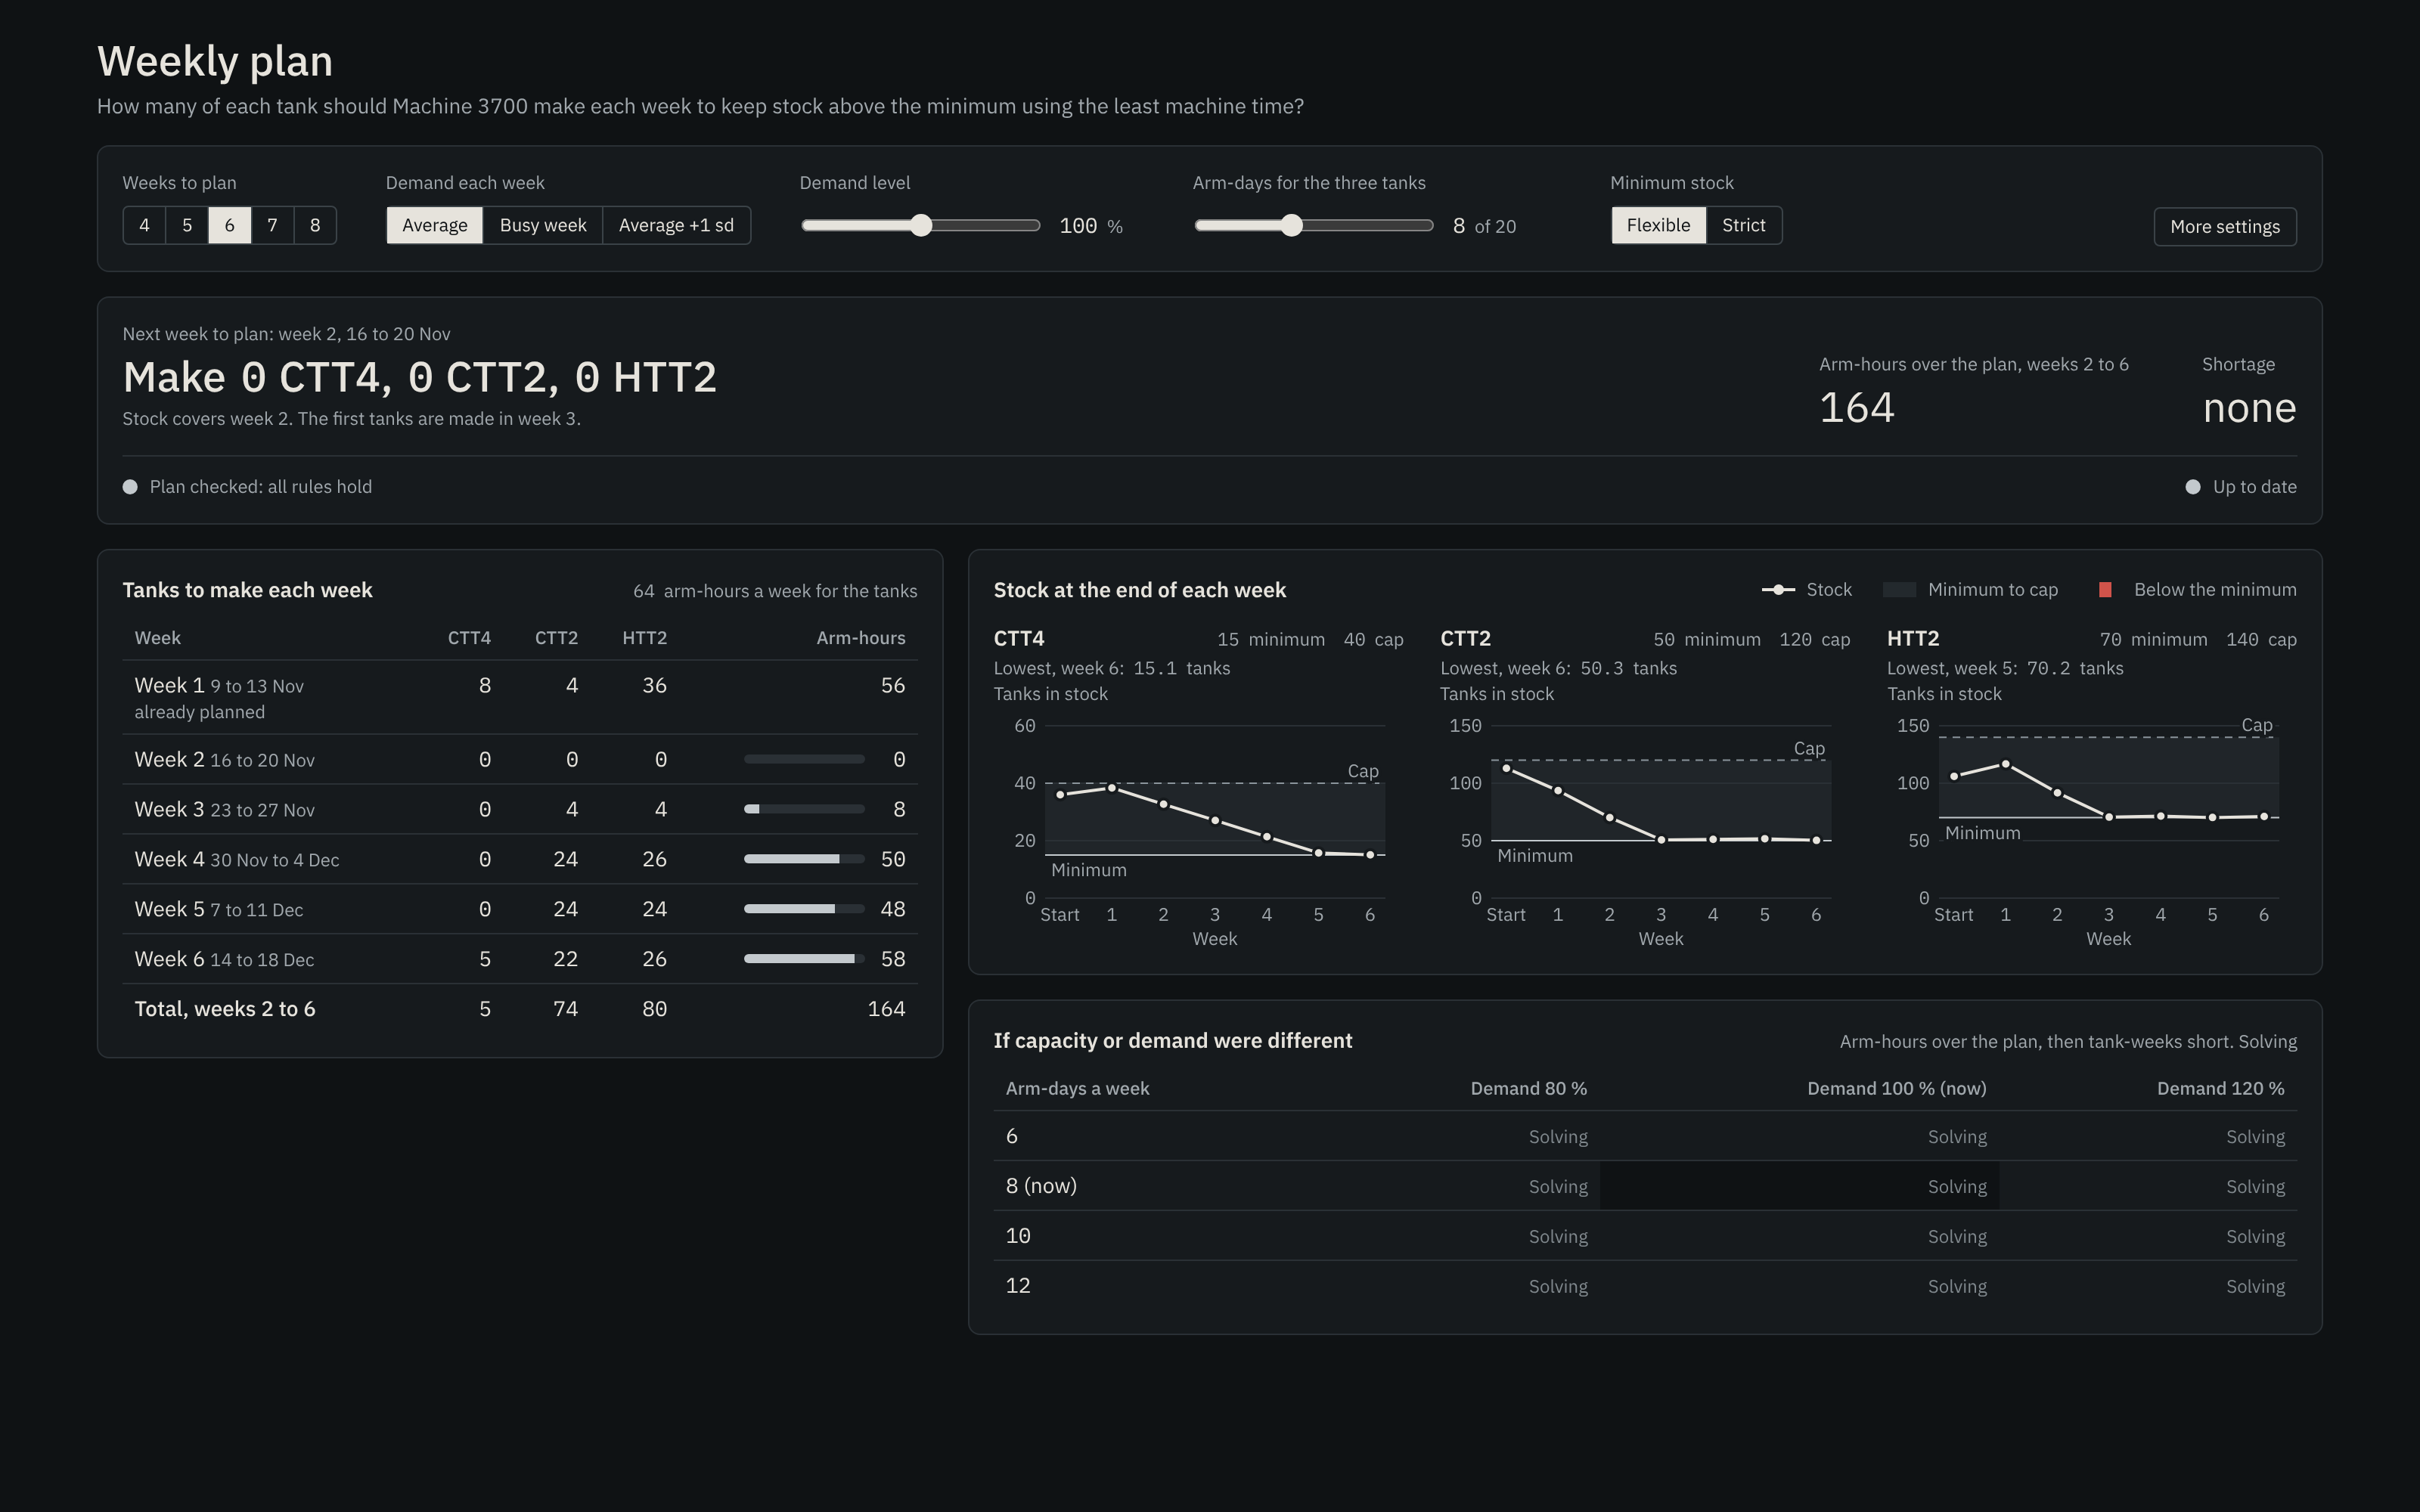 Weekly plan
How many of each tank should Machine 3700 make each week to keep stock above the minimum using the least machine time?
Weeks to plan
4 5 6 7 8
Demand each week
Average Busy week Average +1 sd
Demand level
100 %
Arm-days for the three tanks
8 of 20
Minimum stock
Flexible Strict
More settings
Next week to plan: week 2, 16 to 20 Nov
Make 0 CTT4, 0 CTT2, 0 HTT2
Stock covers week 2. The first tanks are made in week 3.
Arm-hours over the plan, weeks 2 to 6
164
Shortage
none
Plan checked: all rules hold
Up to date
Tanks to make each week
64 arm-hours a week for the tanks
Week CTT4 CTT2 HTT2 Arm-hours
Week 1 9 to 13 Nov 8 4 36 56
already planned
Week 2 16 to 20 Nov 0 0 0 0
Week 3 23 to 27 Nov 0 4 4 8
Week 4 30 Nov to 4 Dec 0 24 26 50
Week 5 7 to 11 Dec 0 24 24 48
Week 6 14 to 18 Dec 5 22 26 58
Total, weeks 2 to 6 5 74 80 164
Stock at the end of each week
Stock Minimum to cap Below the minimum
CTT4 15 minimum 40 cap
Lowest, week 6: 15.1 tanks
Tanks in stock
60
Cap
40
20
Minimum
0
Start 1 2 3 4 5 6
Week
CTT2 50 minimum 120 cap
Lowest, week 6: 50.3 tanks
Tanks in stock
150
Cap
100
50
Minimum
0
Start 1 2 3 4 5 6
Week
HTT2 70 minimum 140 cap
Lowest, week 5: 70.2 tanks
Tanks in stock
150
Cap
100
Minimum
50
0
Start 1 2 3 4 5 6
Week
If capacity or demand were different
Arm-hours over the plan, then tank-weeks short. Solving
Arm-days a week Demand 80 % Demand 100 % (now) Demand 120 %
6 Solving Solving Solving
8 (now) Solving Solving Solving
10 Solving Solving Solving
12 Solving Solving Solving